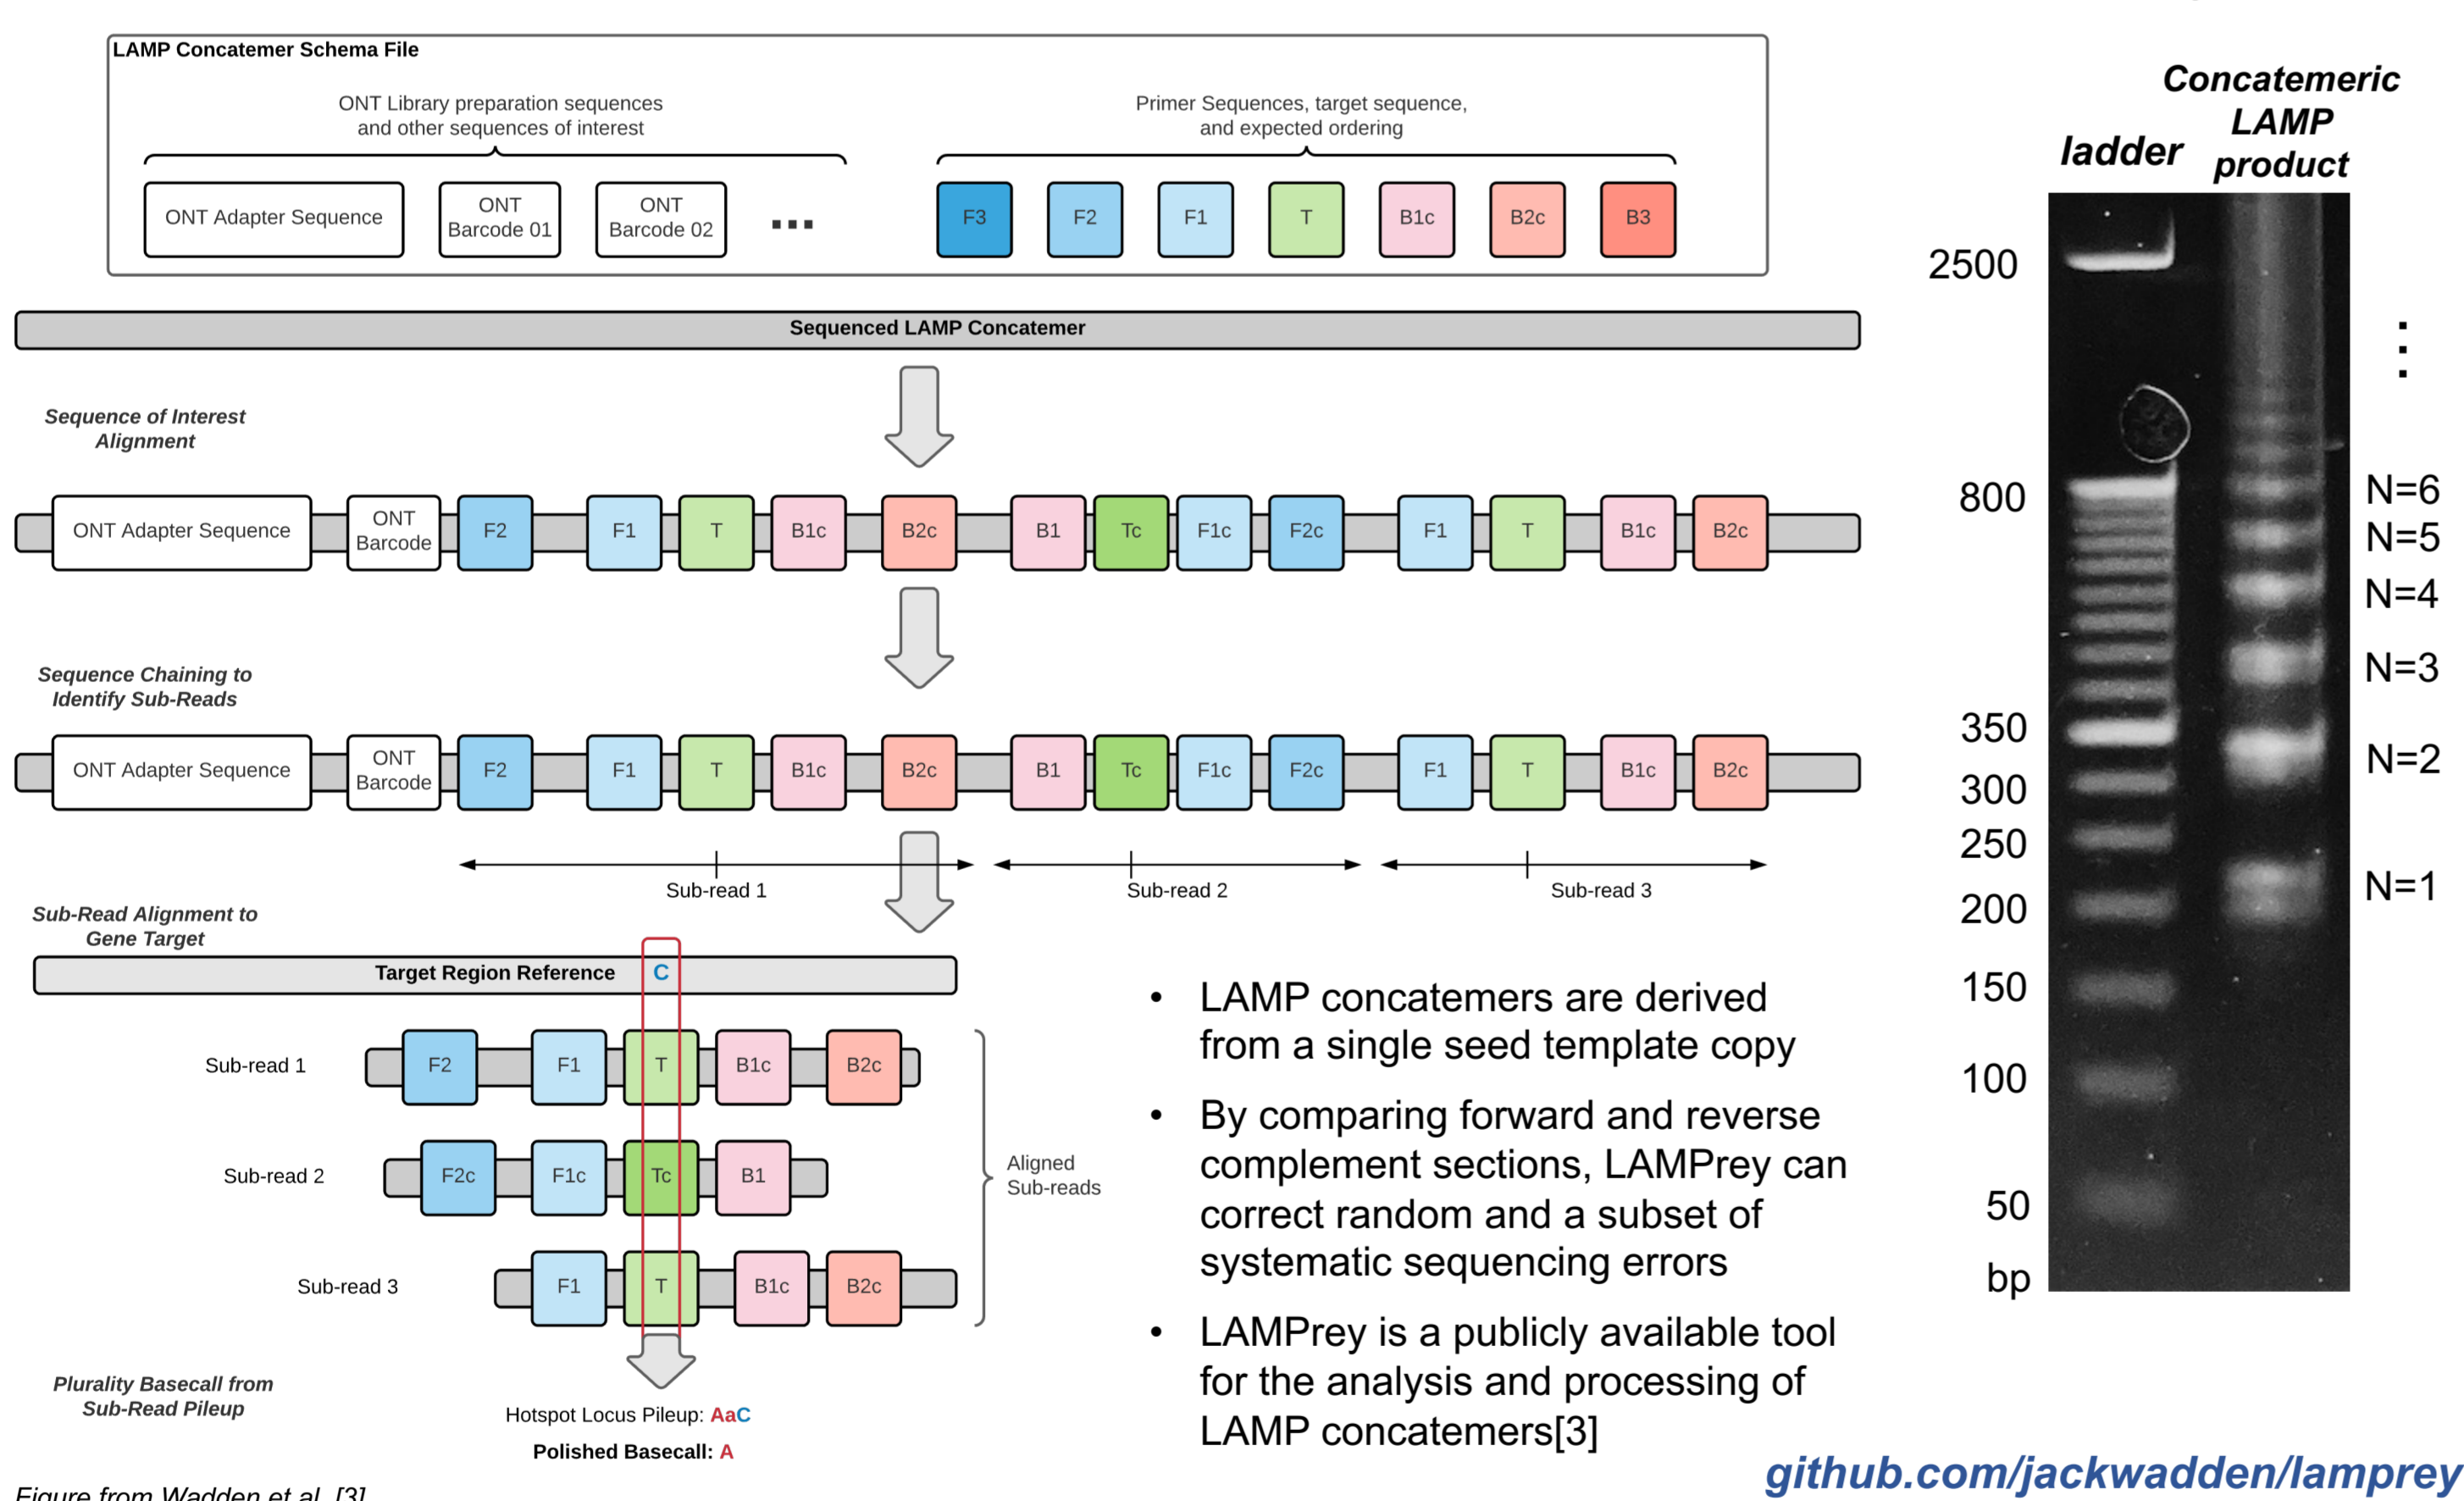 LAMP Concatemer Schema File
ONT Library preparation sequences
and other sequences of interest
Primer Sequences, target sequence,
and expected ordering
ONT Adapter Sequence
ONT
Barcode 01
ONT
Barcode 02
...
F3
F2
F1
T
B1c
B2c
B3
Sequenced LAMP Concatemer
Sequence of Interest
Alignment
ONT Adapter Sequence
ONT
Barcode
F2
F1
T
B1c
B2c
B1
Tc
F1c
F2c
F1
T
B1c
B2c
Sequence Chaining to
Identify Sub-Reads
ONT Adapter Sequence
ONT
Barcode
F2
F1
T
B1c
B2c
B1
Tc
F1c
F2c
F1
T
B1c
B2c
Sub-read 1
Sub-read 2
Sub-read 3
Sub-Read Alignment to
Gene Target
Target Region Reference C
Sub-read 1
F2
F1
T
B1c
B2c
Sub-read 2
F2c
F1c
Tc
B1
Sub-read 3
F1
T
B1c
B2c
Aligned
Sub-reads
Plurality Basecall from
Sub-Read Pileup
Hotspot Locus Pileup: AaC
Polished Basecall: A
Figure from Wadden et al. [3]
• LAMP concatemers are derived
from a single seed template copy
• By comparing forward and reverse
complement sections, LAMPrey can
correct random and a subset of
systematic sequencing errors
• LAMPrey is a publicly available tool
for the analysis and processing of
LAMP concatemers[3]
ladder
Concatemeric
LAMP
product
2500
800
350
300
250
200
150
100
50
bp
⋮
N=6
N=5
N=4
N=3
N=2
N=1
github.com/jackwadden/lamprey